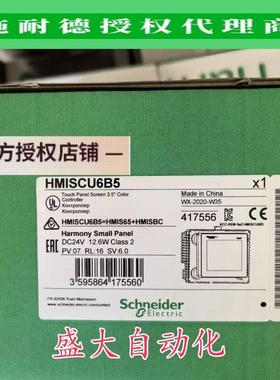 施耐德授权代理商
方授权店铺
HMISCU6B5
x1
Touch Panel Screen 3.5" Color
Controller
Контроллер
Контроллер
Made in China
WX-2020-W35
HMISCU6B5=HMIS65+HMISBC
417556
Harmony Small Panel
DC24V 12.6W Class 2
PV:07 RL:16 SV:6.0
3 595864 175560
Schneider
Electric
盛大自动化